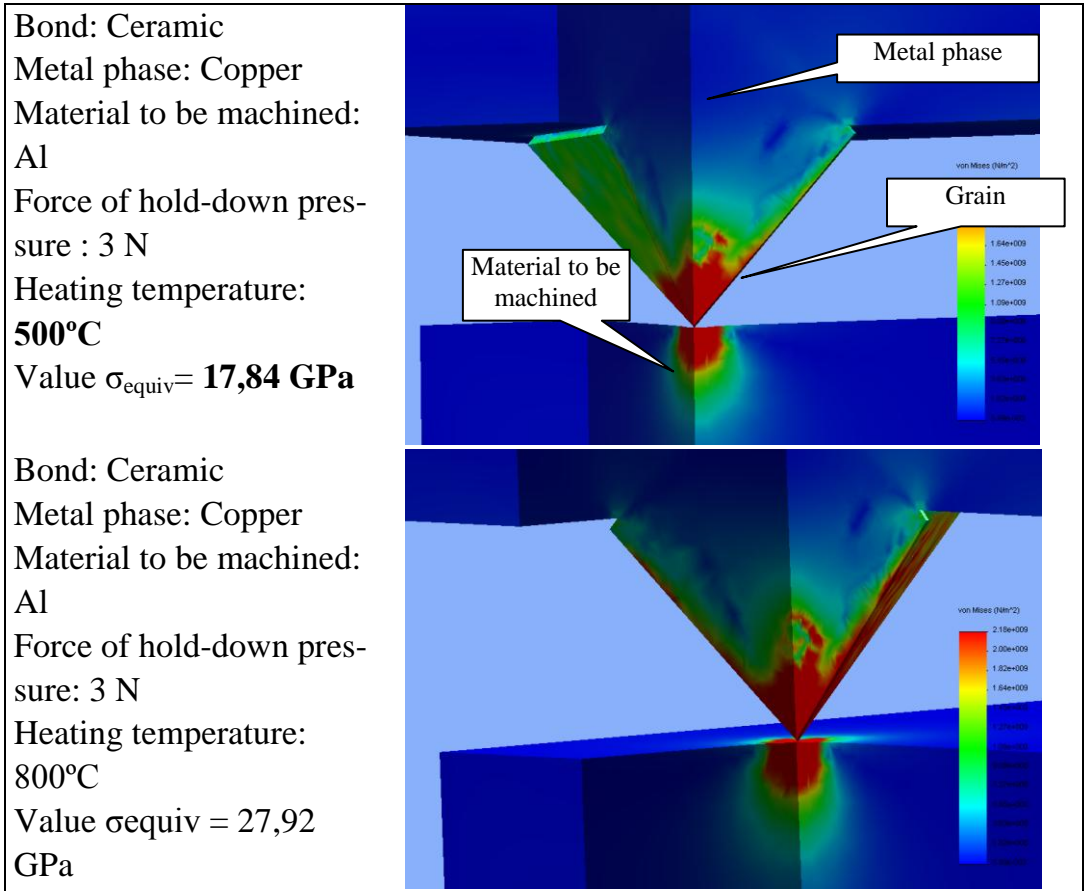 Bond: Ceramic
Metal phase: Copper
Material to be machined:
Al
Force of hold-down pres-
sure : 3 N
Heating temperature:
500ºC
Value σequiv= 17,84 GPa
Metal phase
von Mises (N/m^2)
Grain
1.64e+009
1.45e+009
1.27e+009
1.09e+009
Material to be
machined
Bond: Ceramic
Metal phase: Copper
Material to be machined:
Al
Force of hold-down pres-
sure: 3 N
Heating temperature:
800ºC
Value σequiv = 27,92
GPa
von Mises (N/m^2)
2.18e+009
2.00e+009
1.82e+009
1.64e+009